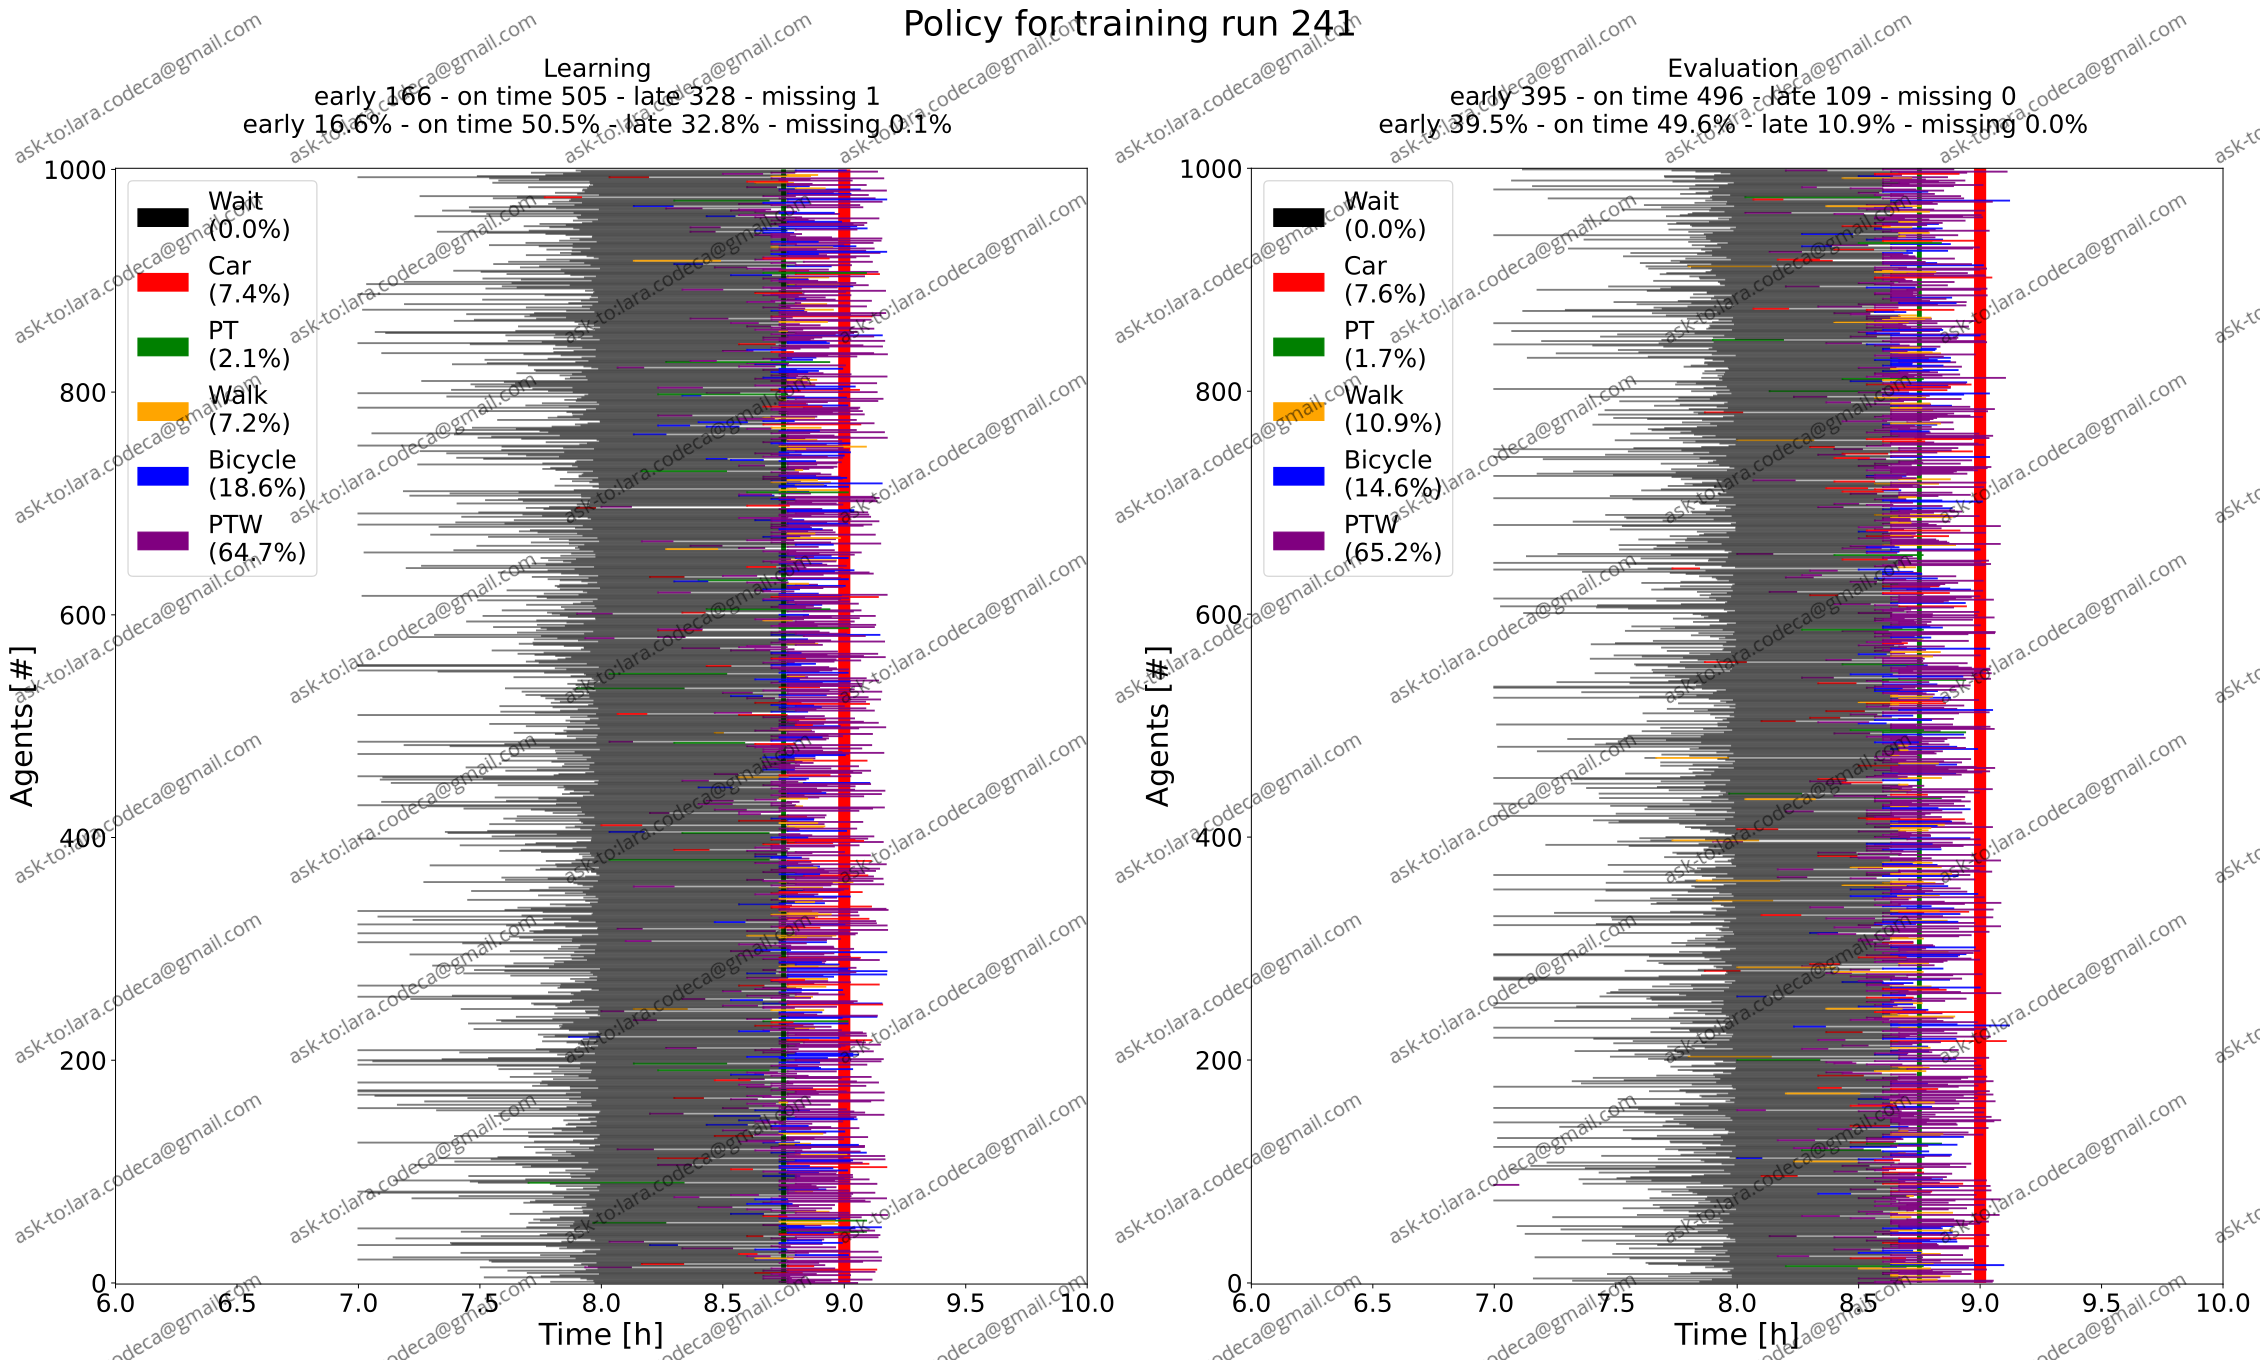 Policy for training run 241
Learning
early 166 - on time 505 - late 328 - missing 1
early 16.6% - on time 50.5% - late 32.8% - missing 0.1%
Evaluation
early 395 - on time 496 - late 109 - missing 0
early 39.5% - on time 49.6% - late 10.9% - missing 0.0%
Agents [#]
1000
800
600
400
200
0
Wait
(0.0%)
Car
(7.4%)
PT
(2.1%)
Walk
(7.2%)
Bicycle
(18.6%)
PTW
(64.7%)
6.0 6.5 7.0 7.5 8.0 8.5 9.0 9.5 10.0
Time [h]
Agents [#]
1000
800
600
400
200
0
Wait
(0.0%)
Car
(7.6%)
PT
(1.7%)
Walk
(10.9%)
Bicycle
(14.6%)
PTW
(65.2%)
6.0 6.5 7.0 7.5 8.0 8.5 9.0 9.5 10.0
Time [h]
ask-to:lara.codeca@gmail.com